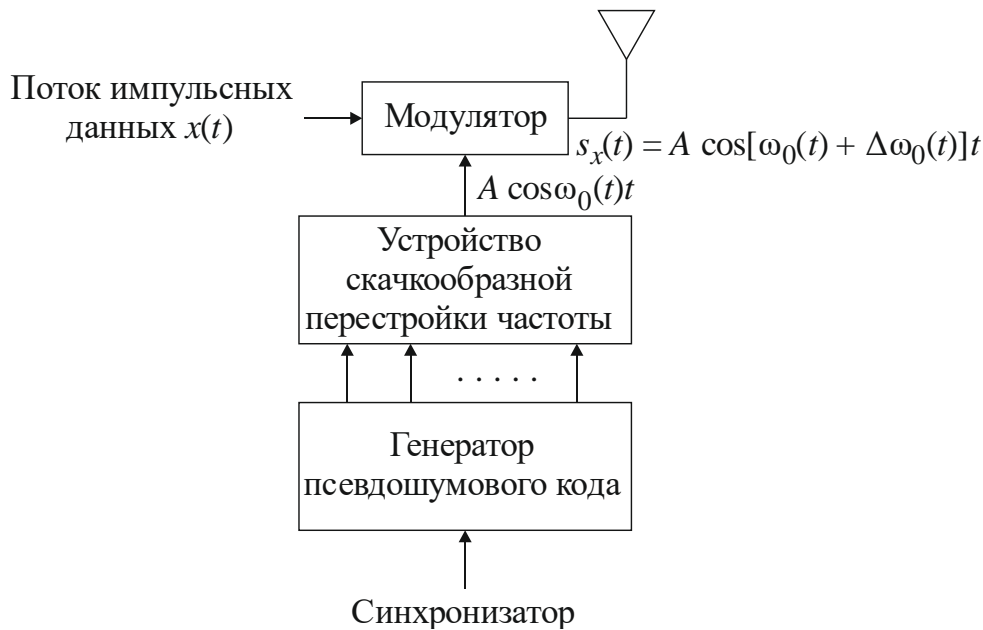 Поток импульсных
данных x(t)
Модулятор
s_x(t) = A cos[ω_0(t) + Δω_0(t)]t
A cosω_0(t)t
Устройство
скачкообразной
перестройки частоты
. . . . .
Генератор
псевдошумового кода
Синхронизатор